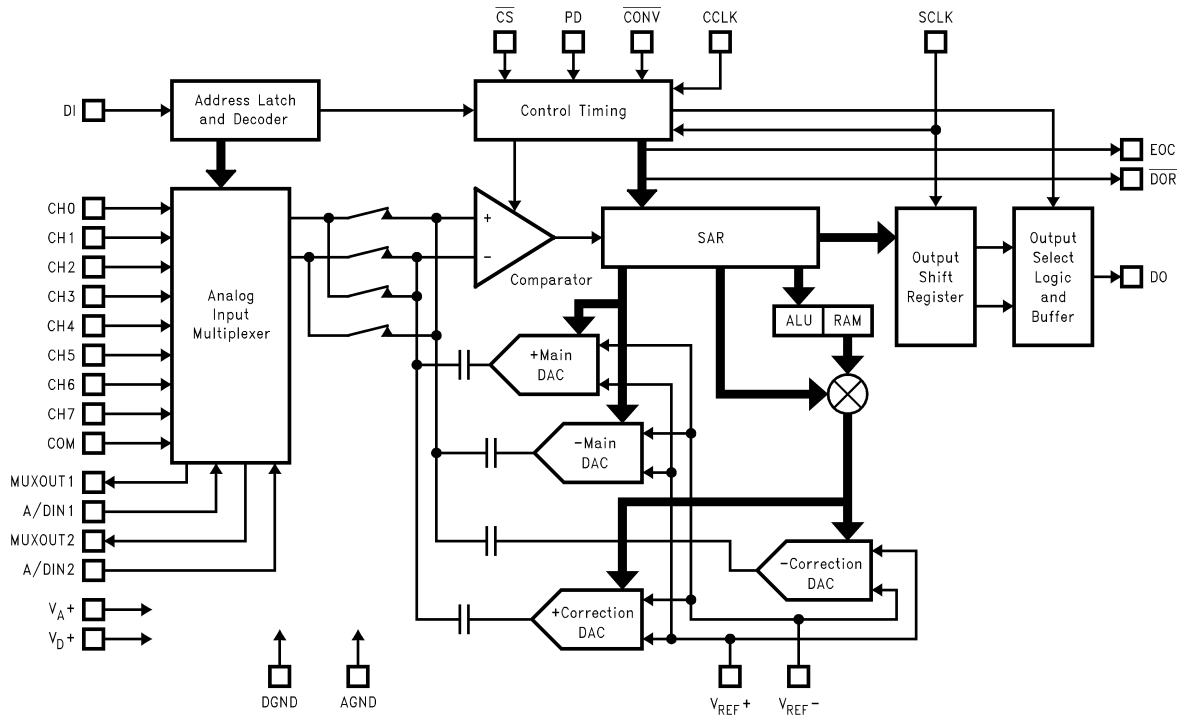 CS
PD
CONV
CCLK
SCLK
DI
Address Latch
and Decoder
Control Timing
EOC
DOR
CH0
CH1
CH2
CH3
CH4
CH5
CH6
CH7
COM
MUXOUT1
A/DIN1
MUXOUT2
A/DIN2
VA+
VD+
Analog
Input
Multiplexer
+
−
Comparator
SAR
ALU
RAM
Output
Shift
Register
Output
Select
Logic
and
Buffer
DO
+Main
DAC
−Main
DAC
−Correction
DAC
+Correction
DAC
DGND
AGND
VREF+
VREF−